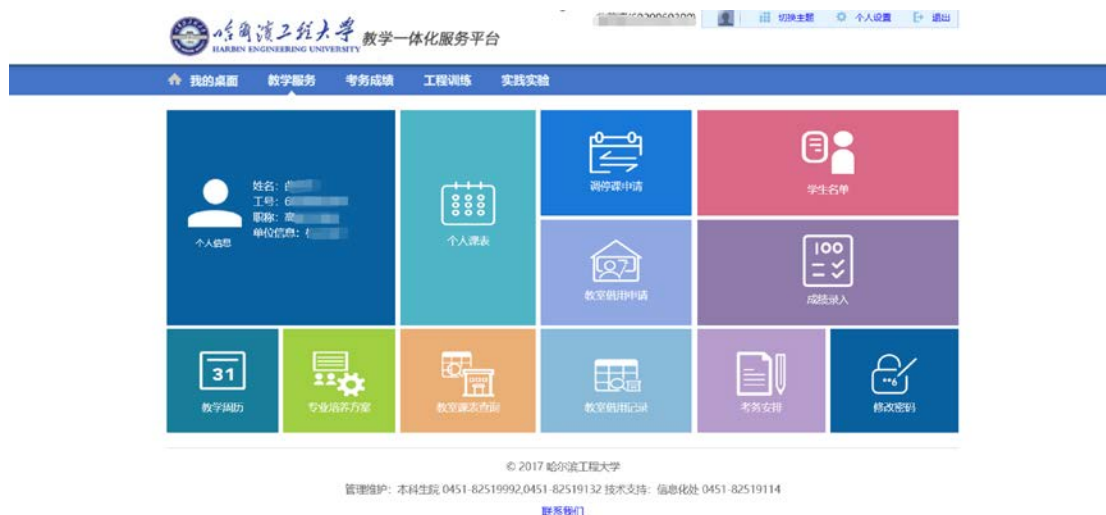 哈尔滨工程大学
HARBIN ENGINEERING UNIVERSITY
教学一体化服务平台
切换主题 个人设置 退出
我的桌面 教学服务 考务成绩 工程训练 实践实验
个人信息
姓名：
工号：6
职称：
单位信息：
个人课表
调停课申请
学生名单
教室借用申请
100
成绩录入
31
教学周历
专业培养方案
教室课表查询
教室借用记录
考务安排
修改密码
© 2017 哈尔滨工程大学
管理维护：本科生院 0451-82519992,0451-82519132 技术支持：信息化处 0451-82519114
联系我们